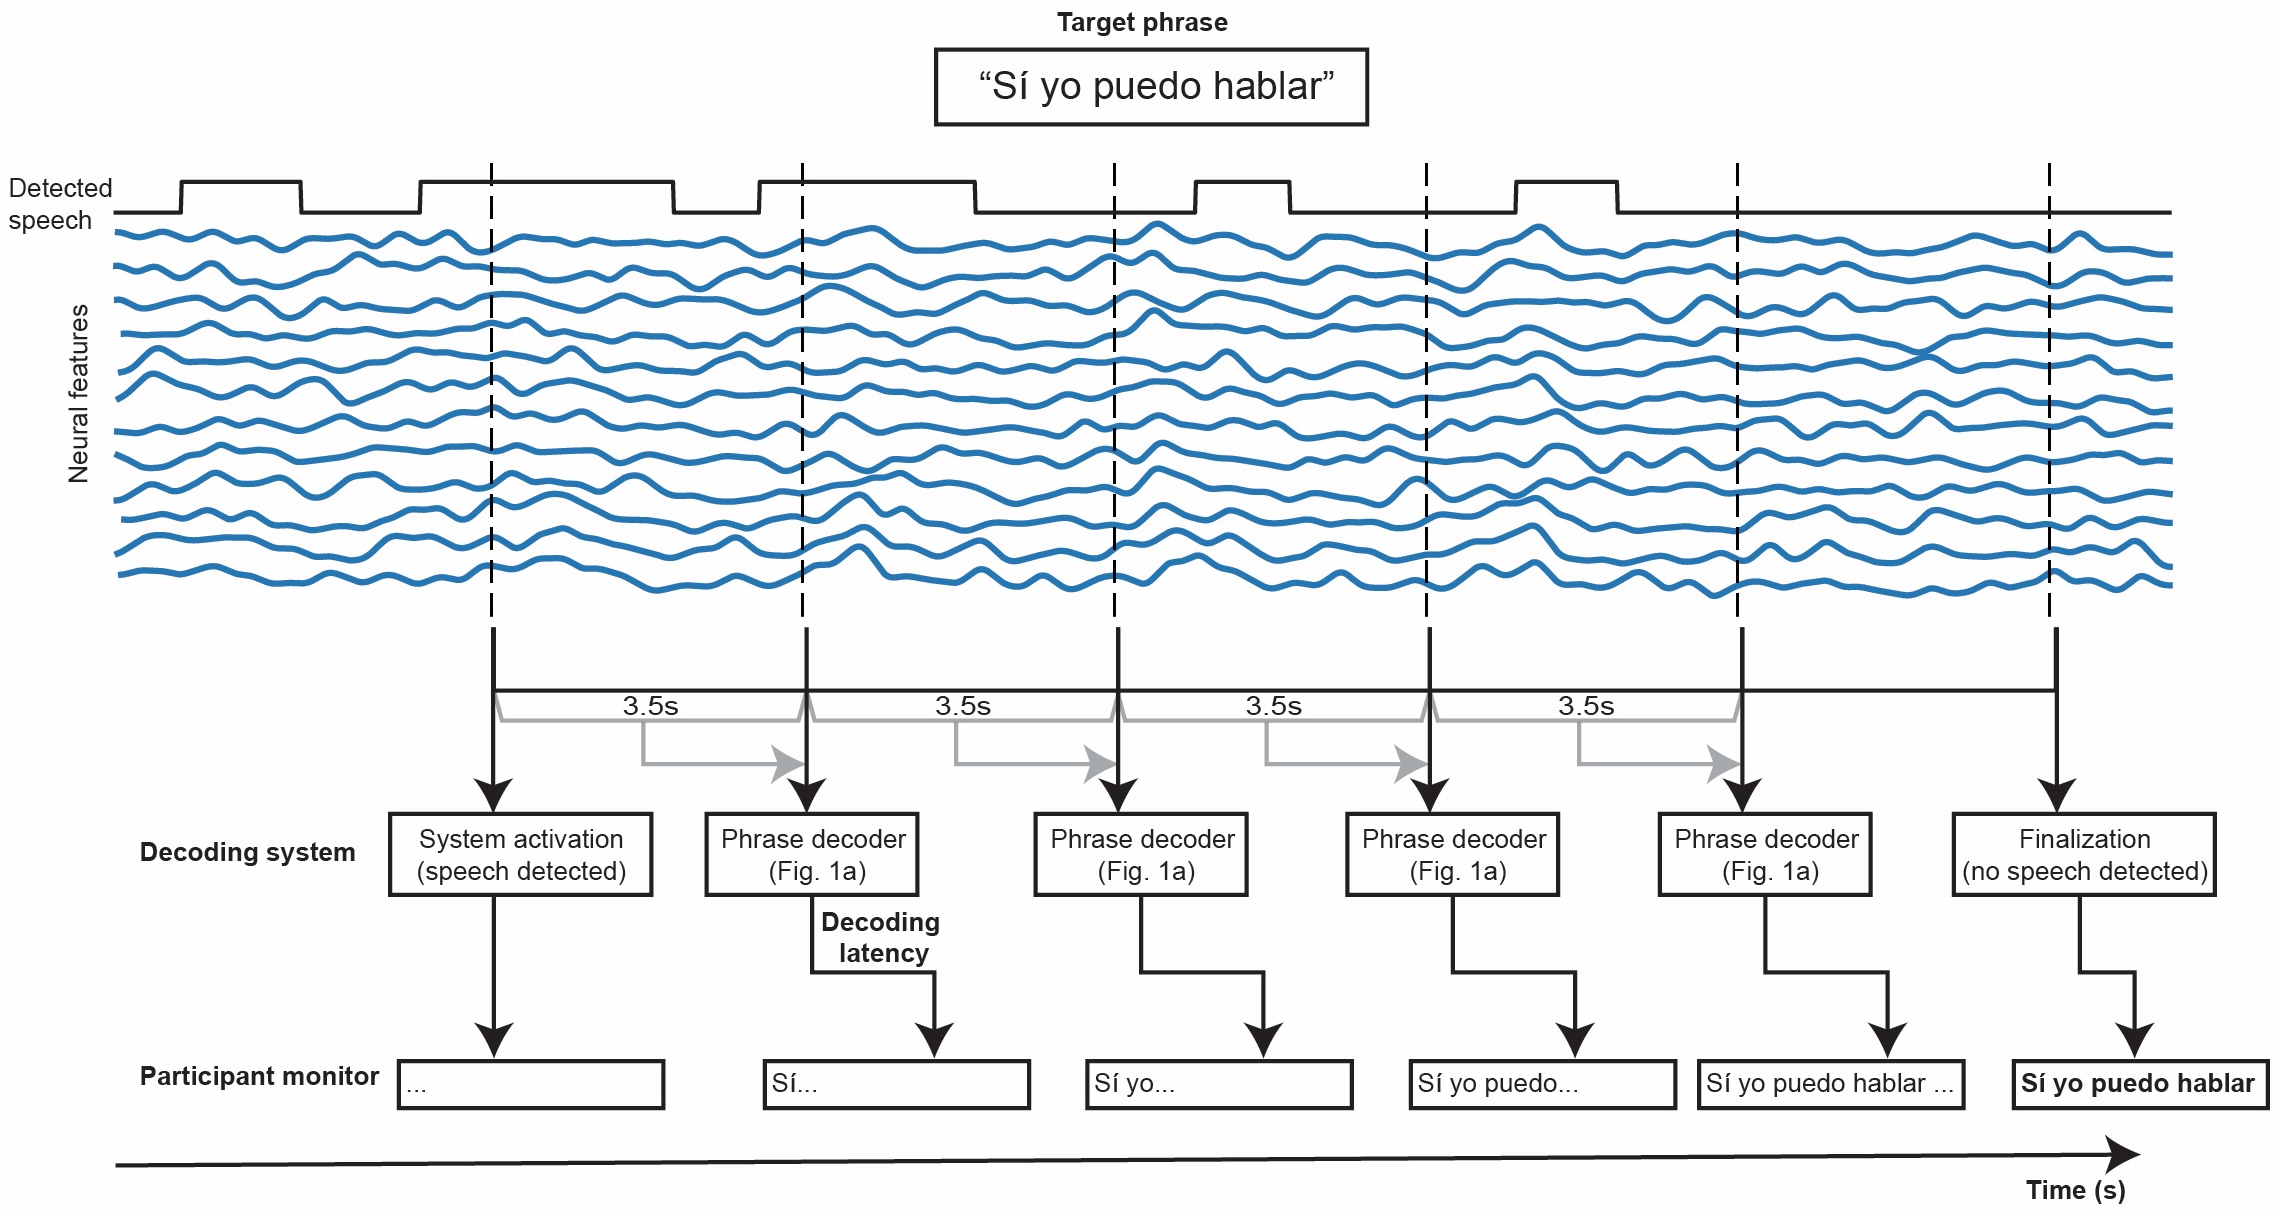 Target phrase
“Sí yo puedo hablar”
Detected
speech
Neural features
3.5s
3.5s
3.5s
3.5s
Decoding system
System activation
(speech detected)
Phrase decoder
(Fig. 1a)
Phrase decoder
(Fig. 1a)
Phrase decoder
(Fig. 1a)
Phrase decoder
(Fig. 1a)
Finalization
(no speech detected)
Decoding
latency
Participant monitor
...
Sí...
Sí yo...
Sí yo puedo...
Sí yo puedo hablar ...
Sí yo puedo hablar
Time (s)